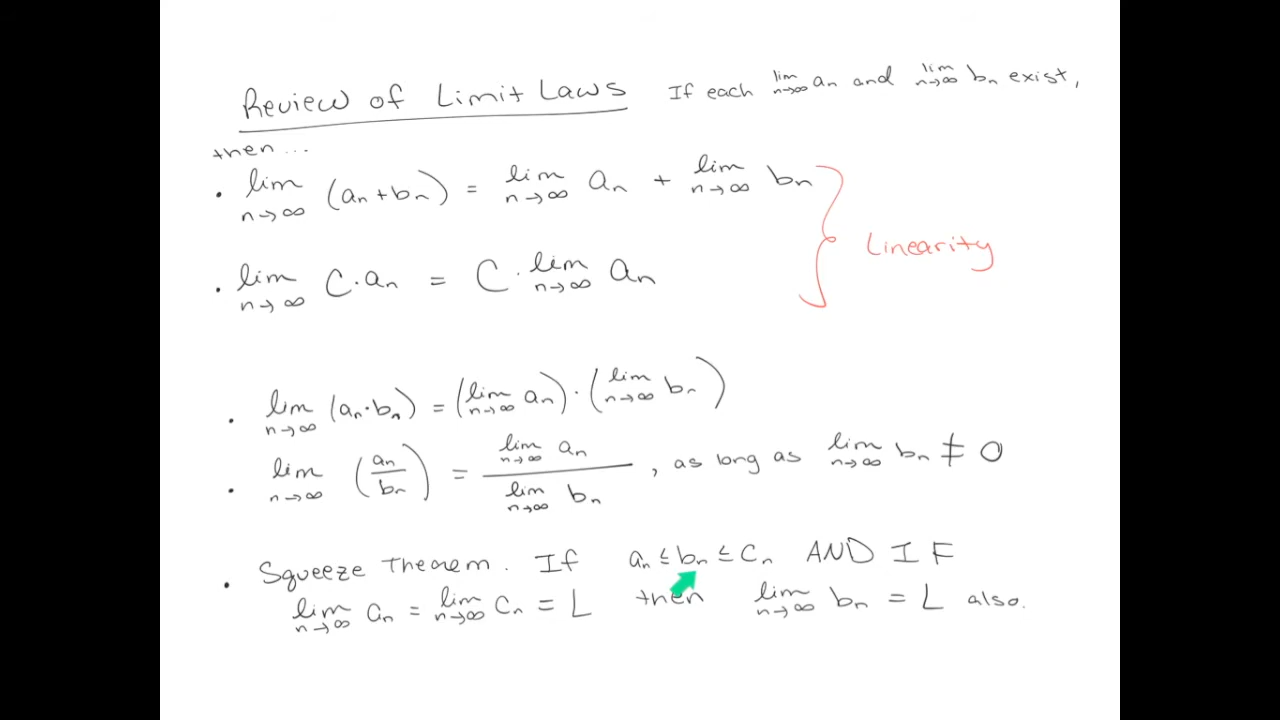 Review of Limit Laws If each lim n→∞ an and lim n→∞ bn exist,
then...
• lim n→∞ (an + bn) = lim n→∞ an + lim n→∞ bn
Linearity
• lim n→∞ C·an = C· lim n→∞ an
• lim n→∞ (an·bn) = (lim n→∞ an)·(lim n→∞ bn)
• lim n→∞ (an/bn) = lim n→∞ an / lim n→∞ bn , as long as lim n→∞ bn ≠ 0
• Squeeze Theorem. If an ≤ bn ≤ Cn AND IF
lim n→∞ an = lim n→∞ Cn = L then lim n→∞ bn = L also.